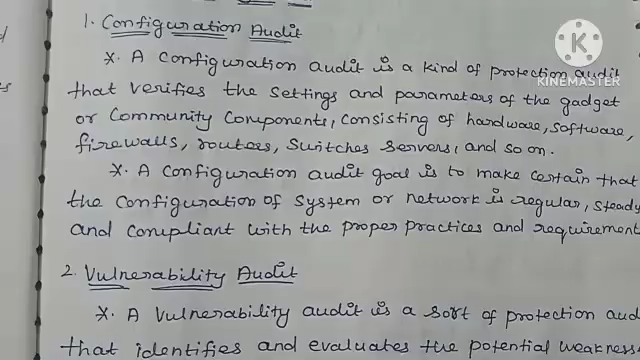 1. Configuration Audit
X. A configuration audit is a kind of protection audit
that verifies the settings and parameters of the gadget
or Community Components, consisting of hardware, software,
firewalls, routers, switches servers, and so on.
X. A configuration audit goal is to make certain that
the configuration of system or network is regular, steady
and compliant with the proper practices and requirement
2. Vulnerability Audit
X. A vulnerability audit is a sort of protection aud
that identifies and evaluates the potential weakness
KINEMASTER